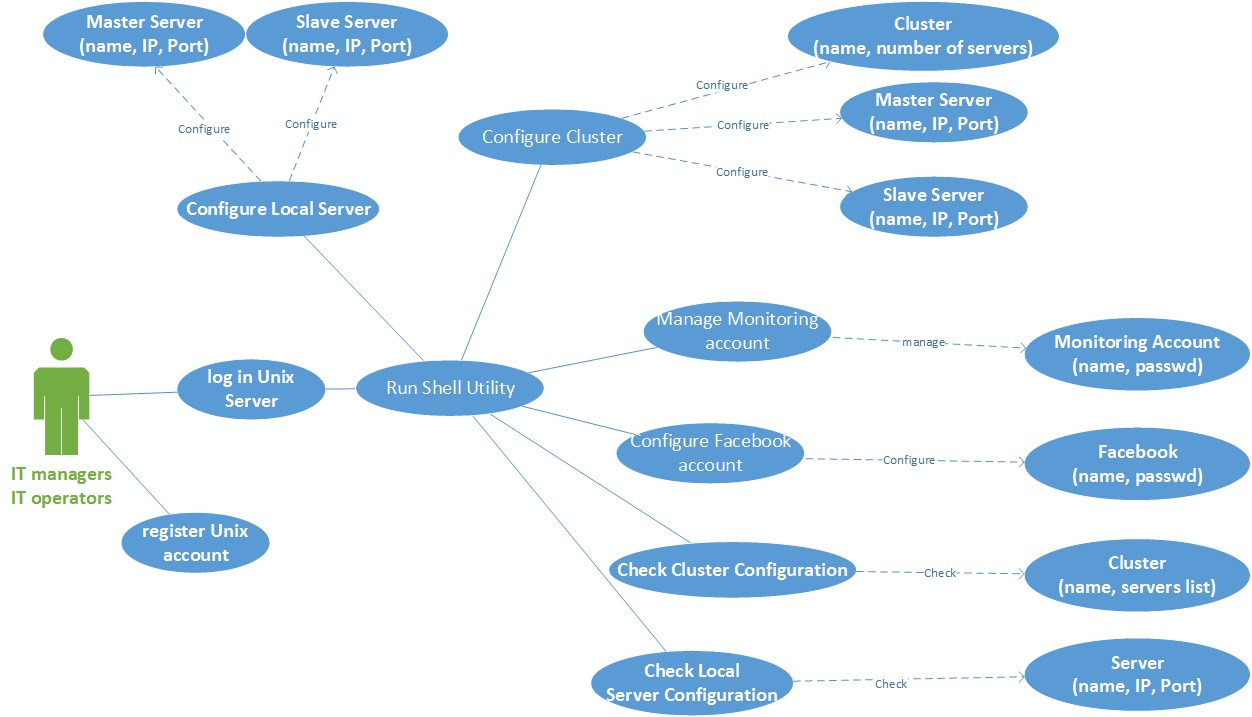 Master Server
(name, IP, Port)
Slave Server
(name, IP, Port)
Cluster
(name, number of servers)
Configure
Master Server
(name, IP, Port)
Configure
Configure
Configure
Configure Cluster
Configure
Slave Server
(name, IP, Port)
Configure Local Server
Manage Monitoring
account
manage
Monitoring Account
(name, passwd)
log in Unix
Server
Run Shell Utility
Configure Facebook
account
Configure
Facebook
(name, passwd)
IT managers
IT operators
register Unix
account
Check Cluster Configuration
Check
Cluster
(name, servers list)
Check Local
Server Configuration
Check
Server
(name, IP, Port)